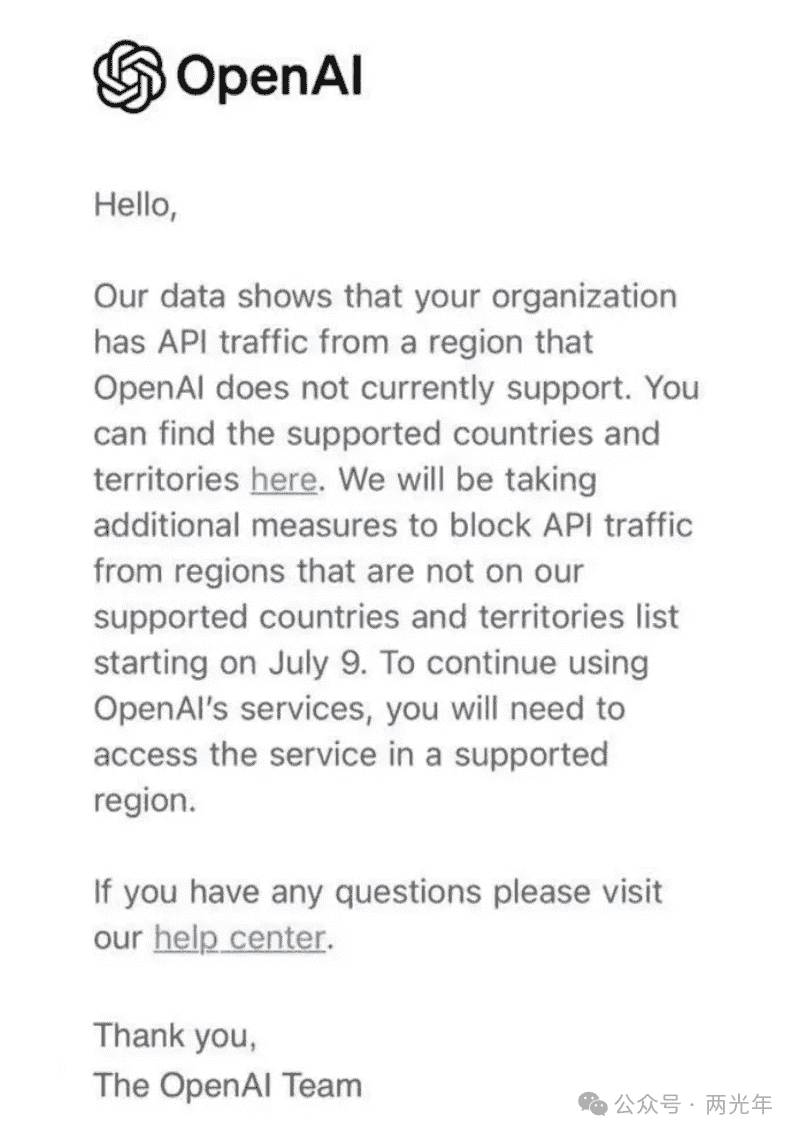 OpenAI
Hello,
Our data shows that your organization
has API traffic from a region that
OpenAI does not currently support. You
can find the supported countries and
territories here. We will be taking
additional measures to block API traffic
from regions that are not on our
supported countries and territories list
starting on July 9. To continue using
OpenAI's services, you will need to
access the service in a supported
region.
If you have any questions please visit
our help center.
Thank you,
The OpenAI Team
公众号 · 两光年